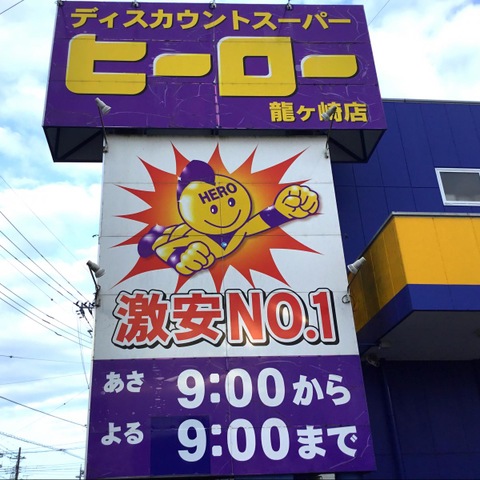 ディスカウントスーパー
ヒーロー
龍ヶ崎店
HERO
激安NO.1
あさ 9:00から
よる 9:00まで